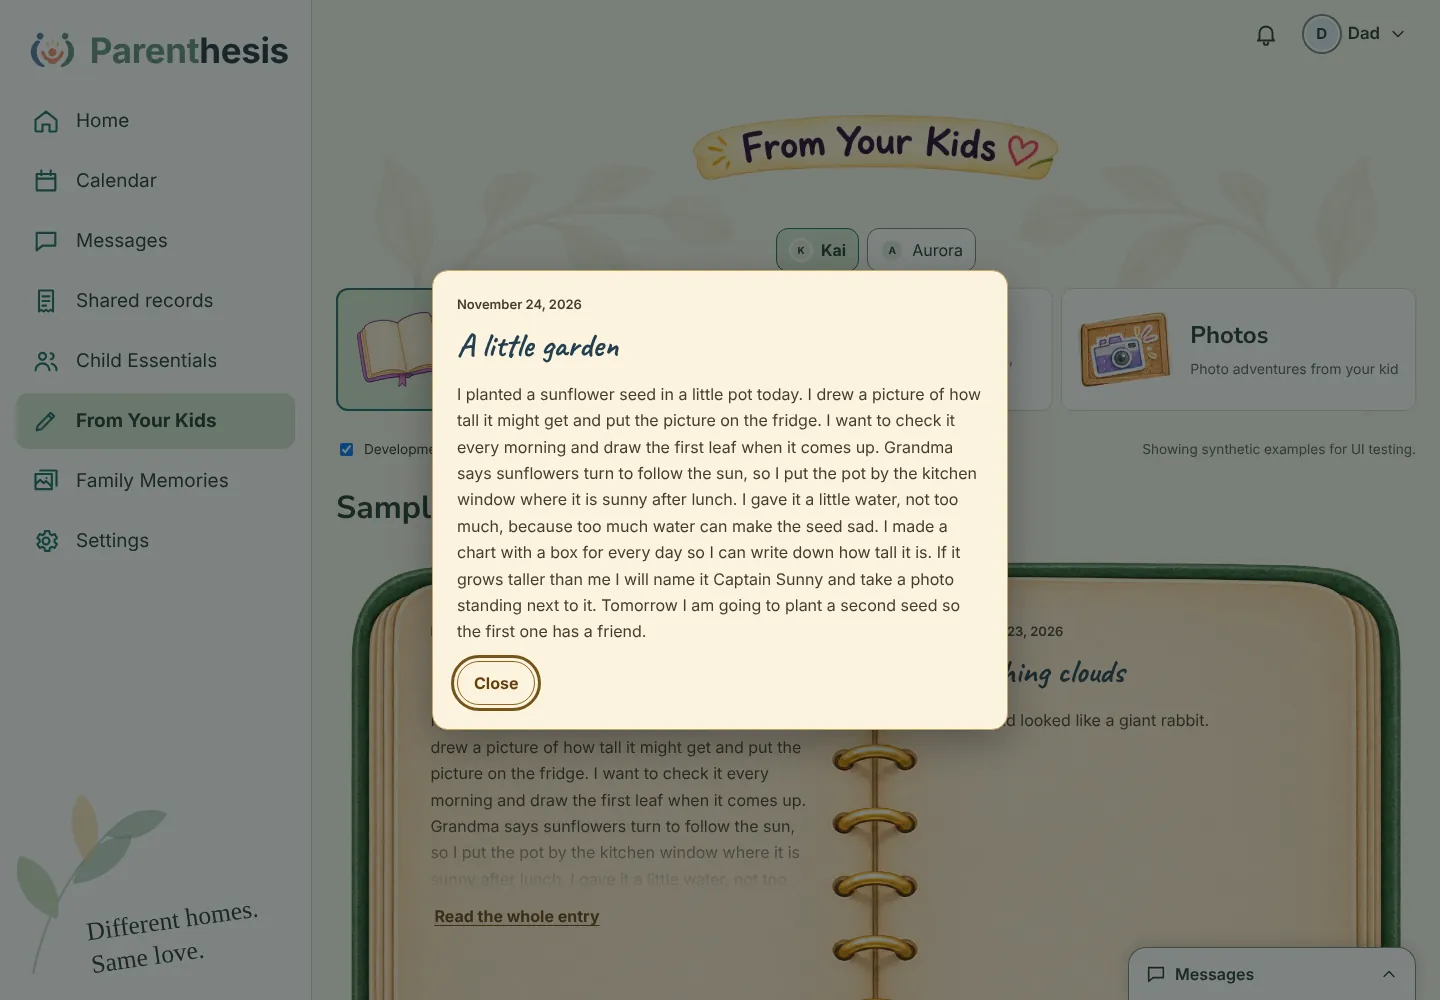 Parenthesis
Home
Calendar
Messages
Shared records
Child Essentials
From Your Kids
Family Memories
Settings
Different homes.
Same love.
D Dad
From Your Kids
K Kai
A Aurora
Photos
Photo adventures from your kid
Showing synthetic examples for UI testing.
November 24, 2026
A little garden
I planted a sunflower seed in a little pot today. I drew a picture of how
tall it might get and put the picture on the fridge. I want to check it
every morning and draw the first leaf when it comes up. Grandma
says sunflowers turn to follow the sun, so I put the pot by the kitchen
window where it is sunny after lunch. I gave it a little water, not too
much, because too much water can make the seed sad. I made a
chart with a box for every day so I can write down how tall it is. If it
grows taller than me I will name it Captain Sunny and take a photo
standing next to it. Tomorrow I am going to plant a second seed so
the first one has a friend.
Close
drew a picture of how tall it might get and put the
picture on the fridge. I want to check it every
morning and draw the first leaf when it comes up.
Grandma says sunflowers turn to follow the sun,
so I put the pot by the kitchen window where it is
sunny after lunch. I gave it a little water, not too
Read the whole entry
23, 2026
clouds
looked like a giant rabbit.
Messages